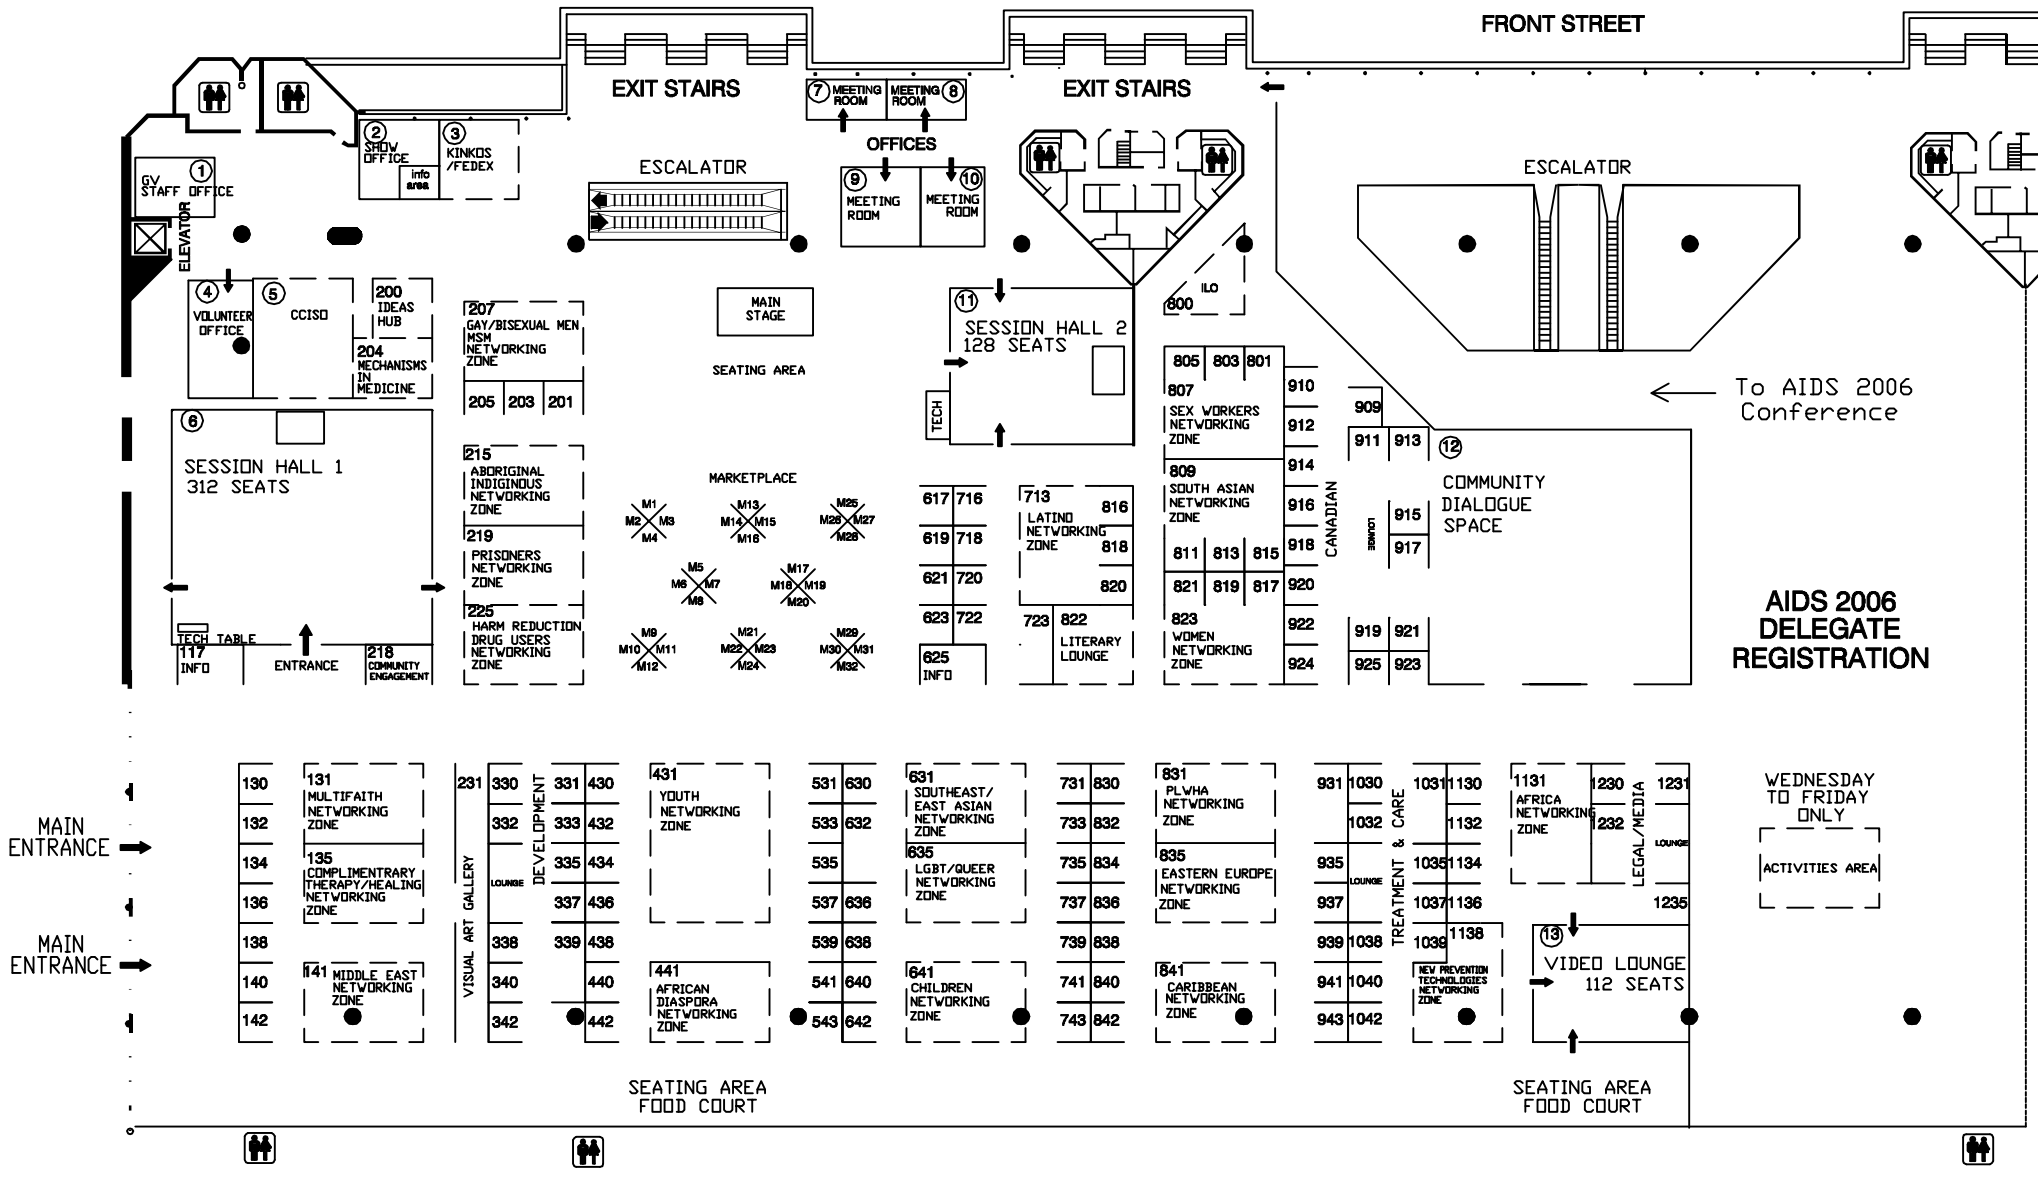 FRONT STREET
EXIT STAIRS
EXIT STAIRS
7 MEETING
ROOM
MEETING 8
ROOM
OFFICES
2
SHOW
OFFICE
info
area
3
KINKOS
/FEDEX
1
GV
STAFF OFFICE
ELEVATOR
ESCALATOR
9
MEETING
ROOM
10
MEETING
ROOM
ESCALATOR
4
VOLUNTEER
OFFICE
5
CCISO
200
IDEAS
HUB
204
MECHANISMS
IN
MEDICINE
207
GAY/BISEXUAL MEN
MSM
NETWORKING
ZONE
205 203 201
MAIN
STAGE
SEATING AREA
11
SESSION HALL 2
128 SEATS
TECH
ILO
800
805 803 801
807
SEX WORKERS
NETWORKING
ZONE
809
SOUTH ASIAN
NETWORKING
ZONE
811 813 815
821 819 817
823
WOMEN
NETWORKING
ZONE
910
912
914
916
918
920
922
924
CANADIAN
909
911 913
LOUNGE
915
917
919 921
925 923
12
COMMUNITY
DIALOGUE
SPACE
To AIDS 2006
Conference
AIDS 2006
DELEGATE
REGISTRATION
6
SESSION HALL 1
312 SEATS
TECH TABLE
117
INFO
ENTRANCE
218
COMMUNITY
ENGAGEMENT
215
ABORIGINAL
INDIGINOUS
NETWORKING
ZONE
219
PRISONERS
NETWORKING
ZONE
225
HARM REDUCTION
DRUG USERS
NETWORKING
ZONE
MARKETPLACE
M1
M2 M3
M4
M13
M14 M15
M16
M25
M26 M27
M28
M5
M6 M7
M8
M17
M18 M19
M20
M9
M10 M11
M12
M21
M22 M23
M24
M29
M30 M31
M32
617 716
619 718
621 720
623 722
625
INFO
713
LATINO
NETWORKING
ZONE
816
818
820
723
822
LITERARY
LOUNGE
MAIN
ENTRANCE
MAIN
ENTRANCE
130
132
134
136
138
140
142
131
MULTIFAITH
NETWORKING
ZONE
135
COMPLIMENTRARY
THERAPY/HEALING
NETWORKING
ZONE
141 MIDDLE EAST
NETWORKING
ZONE
231
VISUAL ART GALLERY
330
332
LOUNGE
338
340
342
DEVELOPMENT
331 430
333 432
335 434
337 436
339 438
440
442
431
YOUTH
NETWORKING
ZONE
441
AFRICAN
DIASPORA
NETWORKING
ZONE
531 630
533 632
535
537 636
539 638
541 640
543 642
631
SOUTHEAST/
EAST ASIAN
NETWORKING
ZONE
635
LGBT/QUEER
NETWORKING
ZONE
641
CHILDREN
NETWORKING
ZONE
731 830
733 832
735 834
737 836
739 838
741 840
743 842
831
PLWHA
NETWORKING
ZONE
835
EASTERN EUROPE
NETWORKING
ZONE
841
CARIBBEAN
NETWORKING
ZONE
931 1030
1032
935
LOUNGE
937
939 1038
941 1040
943 1042
TREATMENT & CARE
1031 1130
1132
1035 1134
1037 1136
1039
1138
NEW PREVENTION
TECHNOLOGIES
NETWORKING
ZONE
1131
AFRICA
NETWORKING
ZONE
1230
1232
LEGAL/MEDIA
1231
LOUNGE
1235
13
VIDEO LOUNGE
112 SEATS
WEDNESDAY
TO FRIDAY
ONLY
ACTIVITIES AREA
SEATING AREA
FOOD COURT
SEATING AREA
FOOD COURT